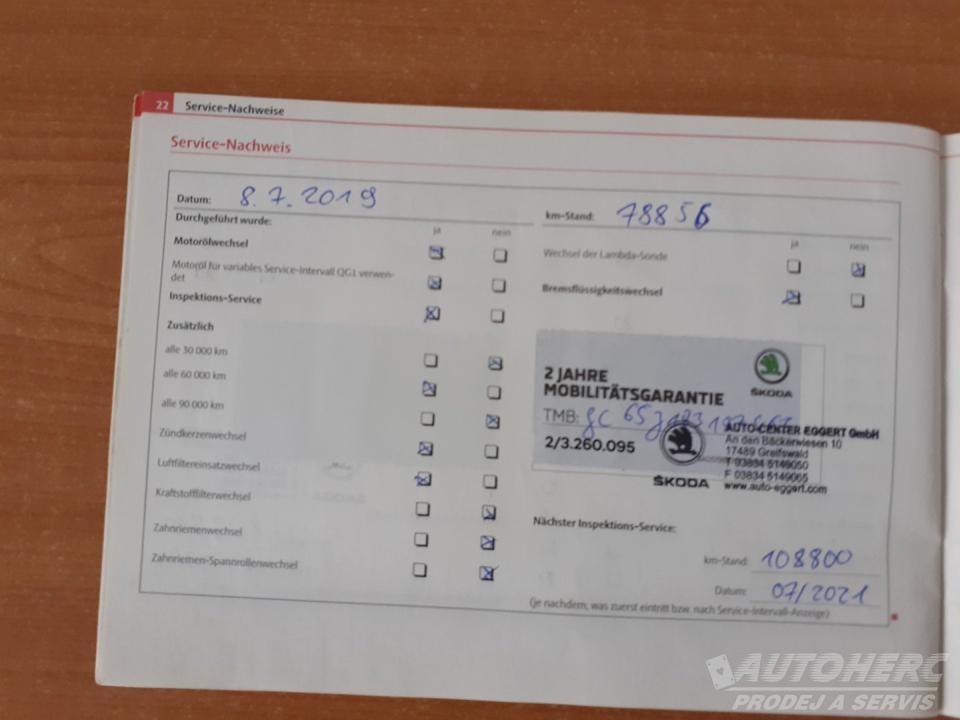 22 Service-Nachweise
Service-Nachweis
Datum: 8.7.2019
km-Stand: 78856
Durchgeführt wurde:
ja nein
ja nein
Motorölwechsel
Wechsel der Lambda-Sonde
Motoröl für variables Service-Intervall QG1 verwen-
det
Bremsflüssigkeitswechsel
Inspektions-Service
Zusätzlich
alle 30 000 km
alle 60 000 km
alle 90 000 km
Zündkerzenwechsel
Luftfiltereinsatzwechsel
Kraftstofffilterwechsel
Zahnriemenwechsel
Zahnriemen-Spannrollenwechsel
2 JAHRE
MOBILITÄTSGARANTIE
ŠKODA
TMB:
2/3.260.095
ŠKODA
AUTO-CENTER EGGERT GmbH
An den Bäckerwiesen 10
17489 Greifswald
T 03834 5149050
F 03834 5149065
www.auto-eggert.com
Nächster Inspektions-Service:
km-Stand: 108800
Datum: 07/2021
(je nachdem, was zuerst eintritt bzw. nach Service-Intervall-Anzeige)
AUTOHERC
PRODEJ A SERVIS